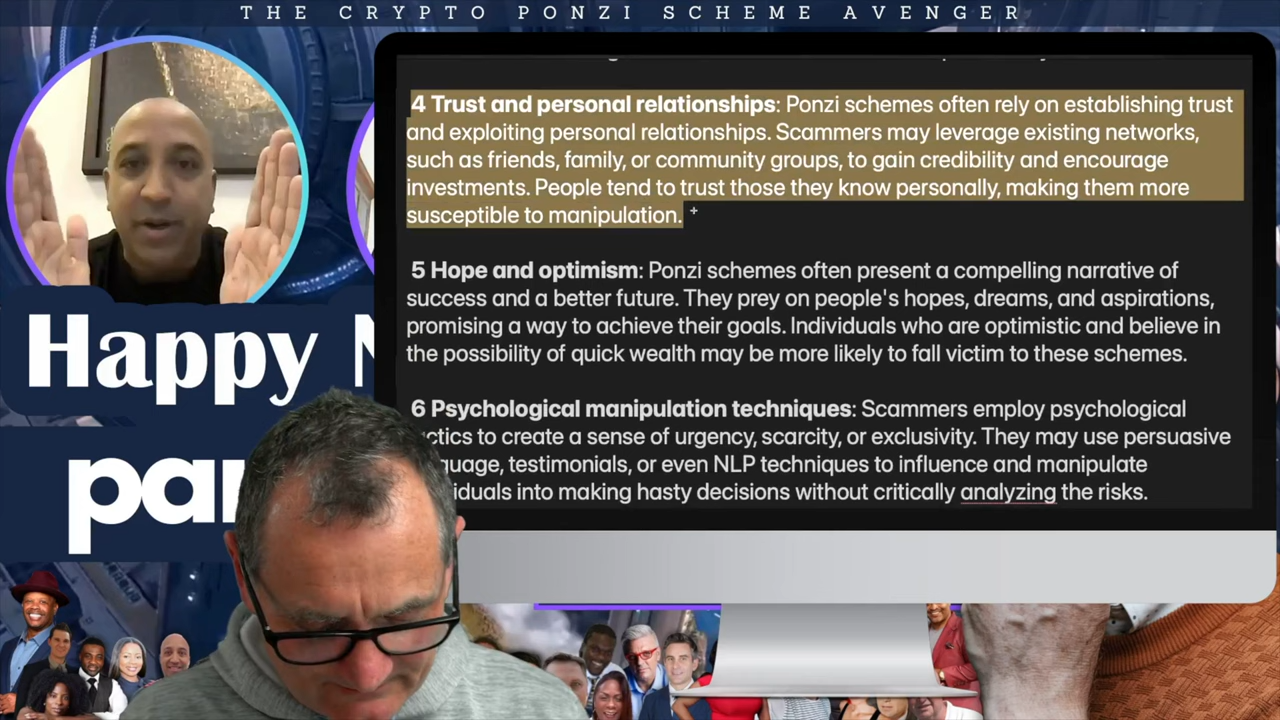 THE CRYPTO PONZI SCHEME AVENGER
4 Trust and personal relationships: Ponzi schemes often rely on establishing trust
and exploiting personal relationships. Scammers may leverage existing networks,
such as friends, family, or community groups, to gain credibility and encourage
investments. People tend to trust those they know personally, making them more
susceptible to manipulation.
5 Hope and optimism: Ponzi schemes often present a compelling narrative of
success and a better future. They prey on people's hopes, dreams, and aspirations,
promising a way to achieve their goals. Individuals who are optimistic and believe in
the possibility of quick wealth may be more likely to fall victim to these schemes.
6 Psychological manipulation techniques: Scammers employ psychological
to create a sense of urgency, scarcity, or exclusivity. They may use persuasive
testimonials, or even NLP techniques to influence and manipulate
into making hasty decisions without critically analyzing the risks.
Happy